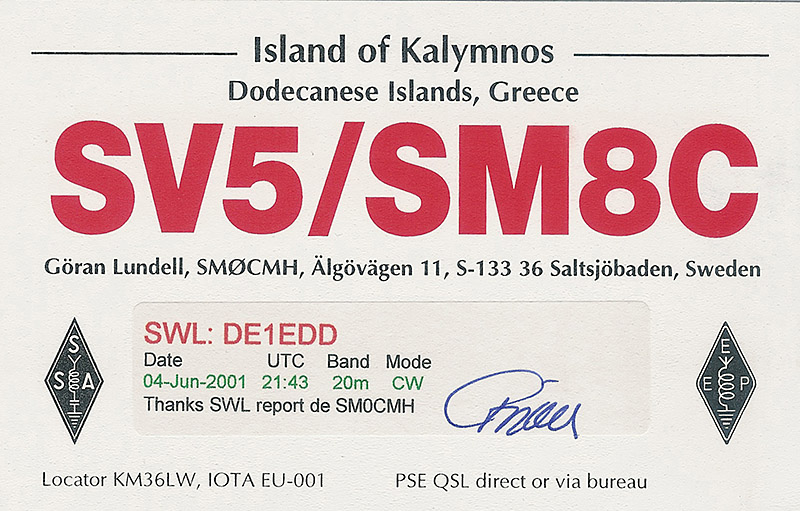 Island of Kalymnos
Dodecanese Islands, Greece
SV5/SM8C
Göran Lundell, SMØCMH, Älgövägen 11, S-133 36 Saltsjöbaden, Sweden
SSA
SWL: DE1EDD
Date UTC Band Mode
04-Jun-2001 21:43 20m CW
Thanks SWL report de SM0CMH
EEP
Locator KM36LW, IOTA EU-001
PSE QSL direct or via bureau